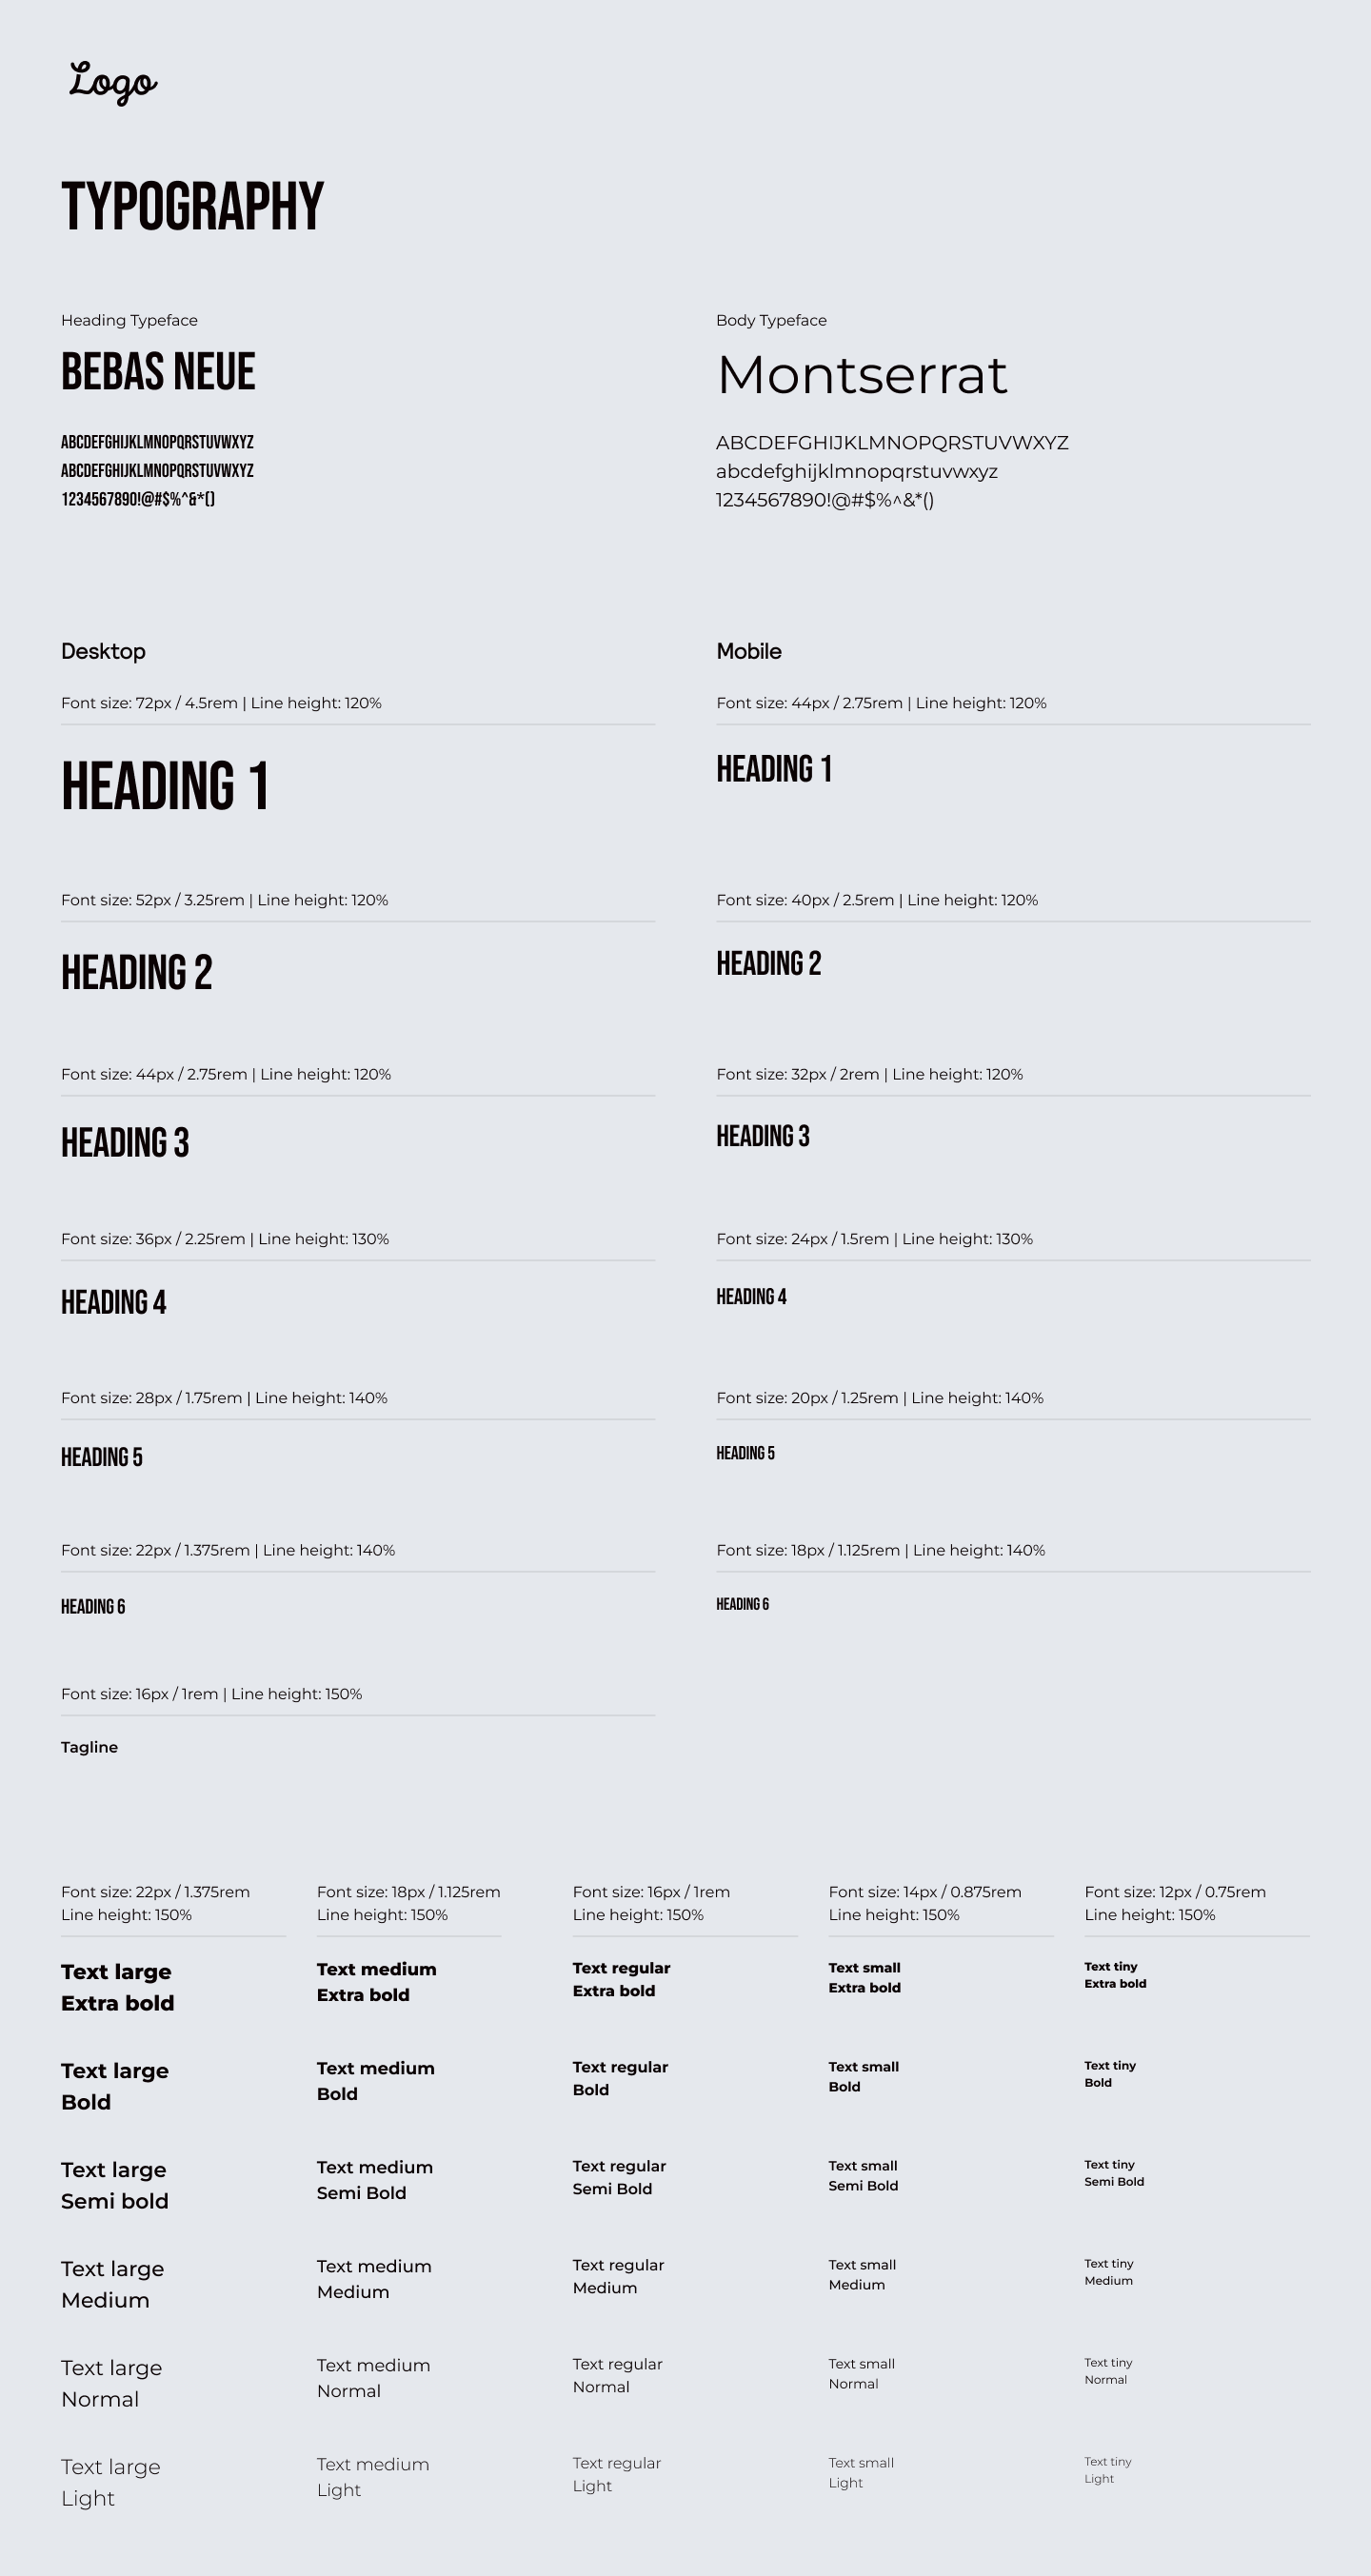 Logo
TYPOGRAPHY
Heading Typeface
BEBAS NEUE
ABCDEFGHIJKLMNOPQRSTUVWXYZ
ABCDEFGHIJKLMNOPQRSTUVWXYZ
1234567890!@#$%^&*()
Body Typeface
Montserrat
ABCDEFGHIJKLMNOPQRSTUVWXYZ
abcdefghijklmnopqrstuvwxyz
1234567890!@#$%^&*()
Desktop
Mobile
Font size: 72px / 4.5rem | Line height: 120%
Font size: 44px / 2.75rem | Line height: 120%
HEADING 1
HEADING 1
Font size: 52px / 3.25rem | Line height: 120%
Font size: 40px / 2.5rem | Line height: 120%
HEADING 2
HEADING 2
Font size: 44px / 2.75rem | Line height: 120%
Font size: 32px / 2rem | Line height: 120%
HEADING 3
HEADING 3
Font size: 36px / 2.25rem | Line height: 130%
Font size: 24px / 1.5rem | Line height: 130%
HEADING 4
HEADING 4
Font size: 28px / 1.75rem | Line height: 140%
Font size: 20px / 1.25rem | Line height: 140%
HEADING 5
HEADING 5
Font size: 22px / 1.375rem | Line height: 140%
Font size: 18px / 1.125rem | Line height: 140%
HEADING 6
HEADING 6
Font size: 16px / 1rem | Line height: 150%
Tagline
Font size: 22px / 1.375rem
Line height: 150%
Font size: 18px / 1.125rem
Line height: 150%
Font size: 16px / 1rem
Line height: 150%
Font size: 14px / 0.875rem
Line height: 150%
Font size: 12px / 0.75rem
Line height: 150%
Text large
Extra bold
Text medium
Extra bold
Text regular
Extra bold
Text small
Extra bold
Text tiny
Extra bold
Text large
Bold
Text medium
Bold
Text regular
Bold
Text small
Bold
Text tiny
Bold
Text large
Semi bold
Text medium
Semi Bold
Text regular
Semi Bold
Text small
Semi Bold
Text tiny
Semi Bold
Text large
Medium
Text medium
Medium
Text regular
Medium
Text small
Medium
Text tiny
Medium
Text large
Normal
Text medium
Normal
Text regular
Normal
Text small
Normal
Text tiny
Normal
Text large
Light
Text medium
Light
Text regular
Light
Text small
Light
Text tiny
Light